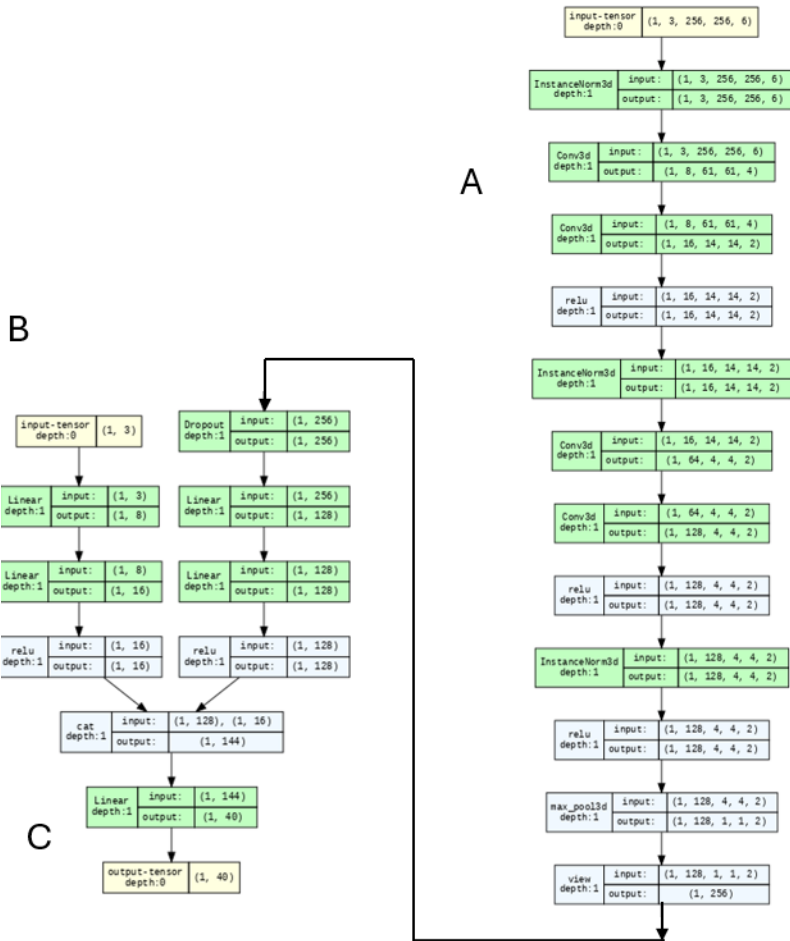 input-tensor
depth:0
(1, 3, 256, 256, 6)
InstanceNorm3d
depth:1
input:
(1, 3, 256, 256, 6)
output:
(1, 3, 256, 256, 6)
A
Conv3d
depth:1
input:
(1, 3, 256, 256, 6)
output:
(1, 8, 61, 61, 4)
Conv3d
depth:1
input:
(1, 8, 61, 61, 4)
output:
(1, 16, 14, 14, 2)
relu
depth:1
input:
(1, 16, 14, 14, 2)
output:
(1, 16, 14, 14, 2)
InstanceNorm3d
depth:1
input:
(1, 16, 14, 14, 2)
output:
(1, 16, 14, 14, 2)
Conv3d
depth:1
input:
(1, 16, 14, 14, 2)
output:
(1, 64, 4, 4, 2)
Conv3d
depth:1
input:
(1, 64, 4, 4, 2)
output:
(1, 128, 4, 4, 2)
relu
depth:1
input:
(1, 128, 4, 4, 2)
output:
(1, 128, 4, 4, 2)
InstanceNorm3d
depth:1
input:
(1, 128, 4, 4, 2)
output:
(1, 128, 4, 4, 2)
relu
depth:1
input:
(1, 128, 4, 4, 2)
output:
(1, 128, 4, 4, 2)
max_pool3d
depth:1
input:
(1, 128, 4, 4, 2)
output:
(1, 128, 1, 1, 2)
view
depth:1
input:
(1, 128, 1, 1, 2)
output:
(1, 256)
B
input-tensor
depth:0
(1, 3)
Linear
depth:1
input:
(1, 3)
output:
(1, 8)
Linear
depth:1
input:
(1, 8)
output:
(1, 16)
relu
depth:1
input:
(1, 16)
output:
(1, 16)
Dropout
depth:1
input:
(1, 256)
output:
(1, 256)
Linear
depth:1
input:
(1, 256)
output:
(1, 128)
Linear
depth:1
input:
(1, 128)
output:
(1, 128)
relu
depth:1
input:
(1, 128)
output:
(1, 128)
cat
depth:1
input:
(1, 128), (1, 16)
output:
(1, 144)
Linear
depth:1
input:
(1, 144)
output:
(1, 40)
C
output-tensor
depth:0
(1, 40)